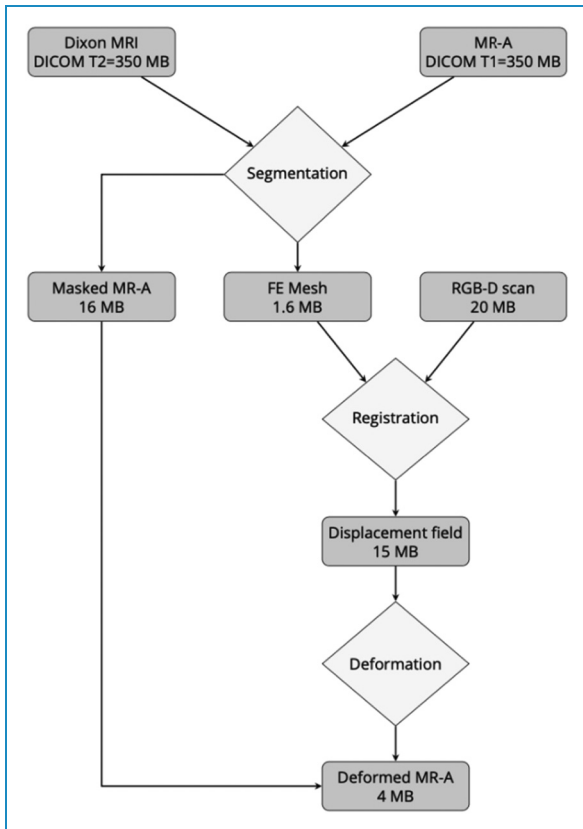 Dixon MRI
DICOM T2=350 MB
MR-A
DICOM T1=350 MB
Segmentation
Masked MR-A
16 MB
FE Mesh
1.6 MB
RGB-D scan
20 MB
Registration
Displacement field
15 MB
Deformation
Deformed MR-A
4 MB